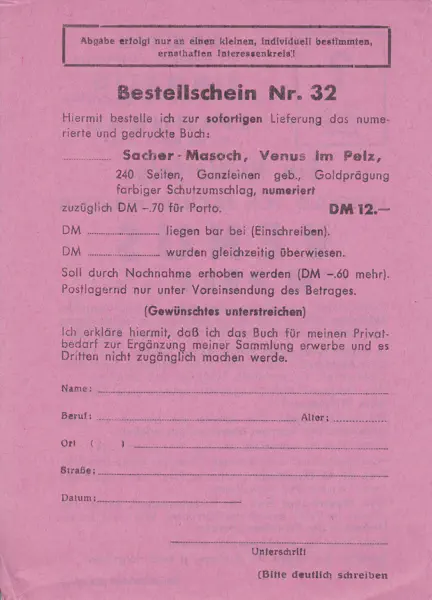 Abgabe erfolgt nur an einen kleinen, individuell bestimmten,
ernsthaften Interessenkreis!
Bestellschein Nr. 32
Hiermit bestelle ich zur sofortigen Lieferung das nume-
rierte und gedruckte Buch:
............ Sacher-Masoch, Venus im Pelz,
240 Seiten, Ganzleinen geb., Goldprägung
farbiger Schutzumschlag, numeriert
zuzüglich DM -.70 für Porto. DM 12.—
DM .................... liegen bar bei (Einschreiben).
DM .................... wurden gleichzeitig überwiesen.
Soll durch Nachnahme erhoben werden (DM -.60 mehr).
Postlagernd nur unter Voreinsendung des Betrages.
(Gewünschtes unterstreichen)
Ich erkläre hiermit, daß ich das Buch für meinen Privat-
bedarf zur Ergänzung meiner Sammlung erwerbe und es
Dritten nicht zugänglich machen werde.
Name:
Beruf: Alter:
Ort ( )
Straße:
Datum:
Unterschrift
(Bitte deutlich schreiben